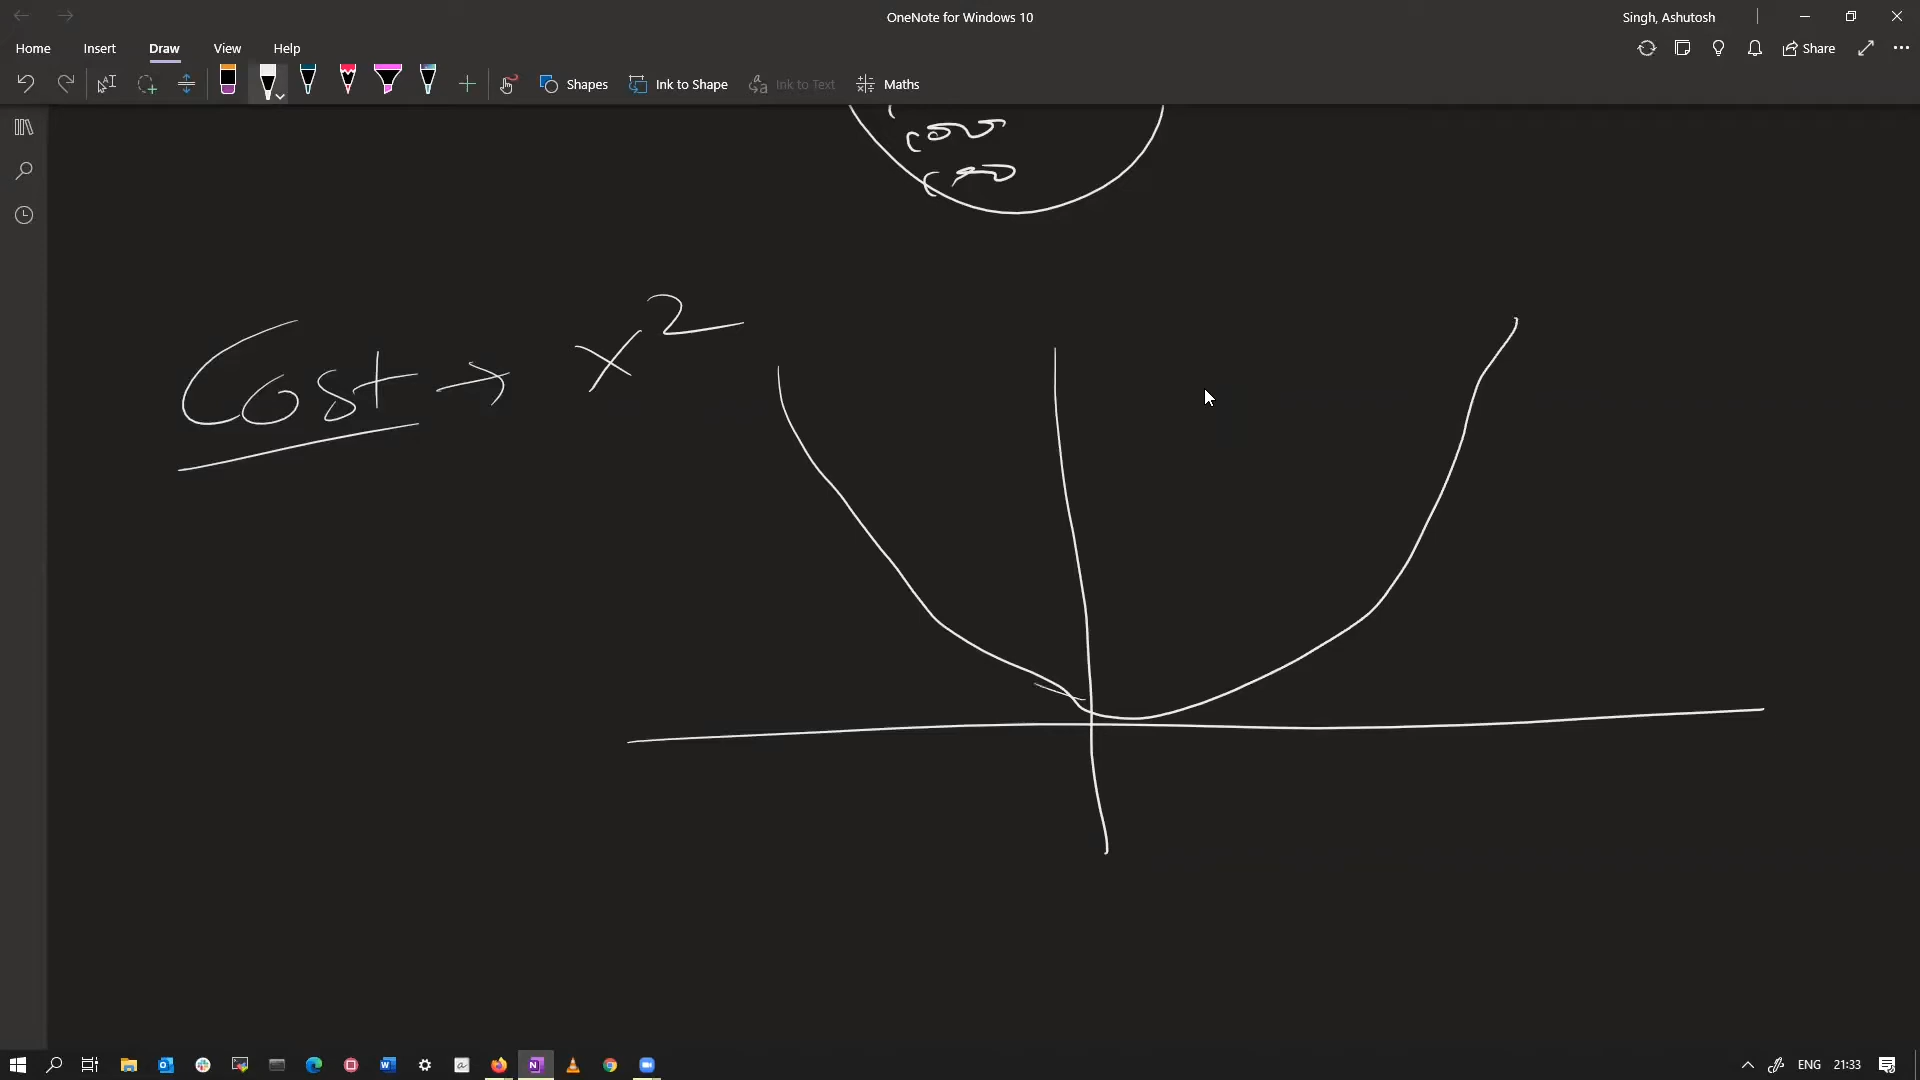 OneNote for Windows 10
Singh, Ashutosh
Home Insert Draw View Help
Share
Shapes Ink to Shape Ink to Text Maths
Cost → x²
ENG 21:33